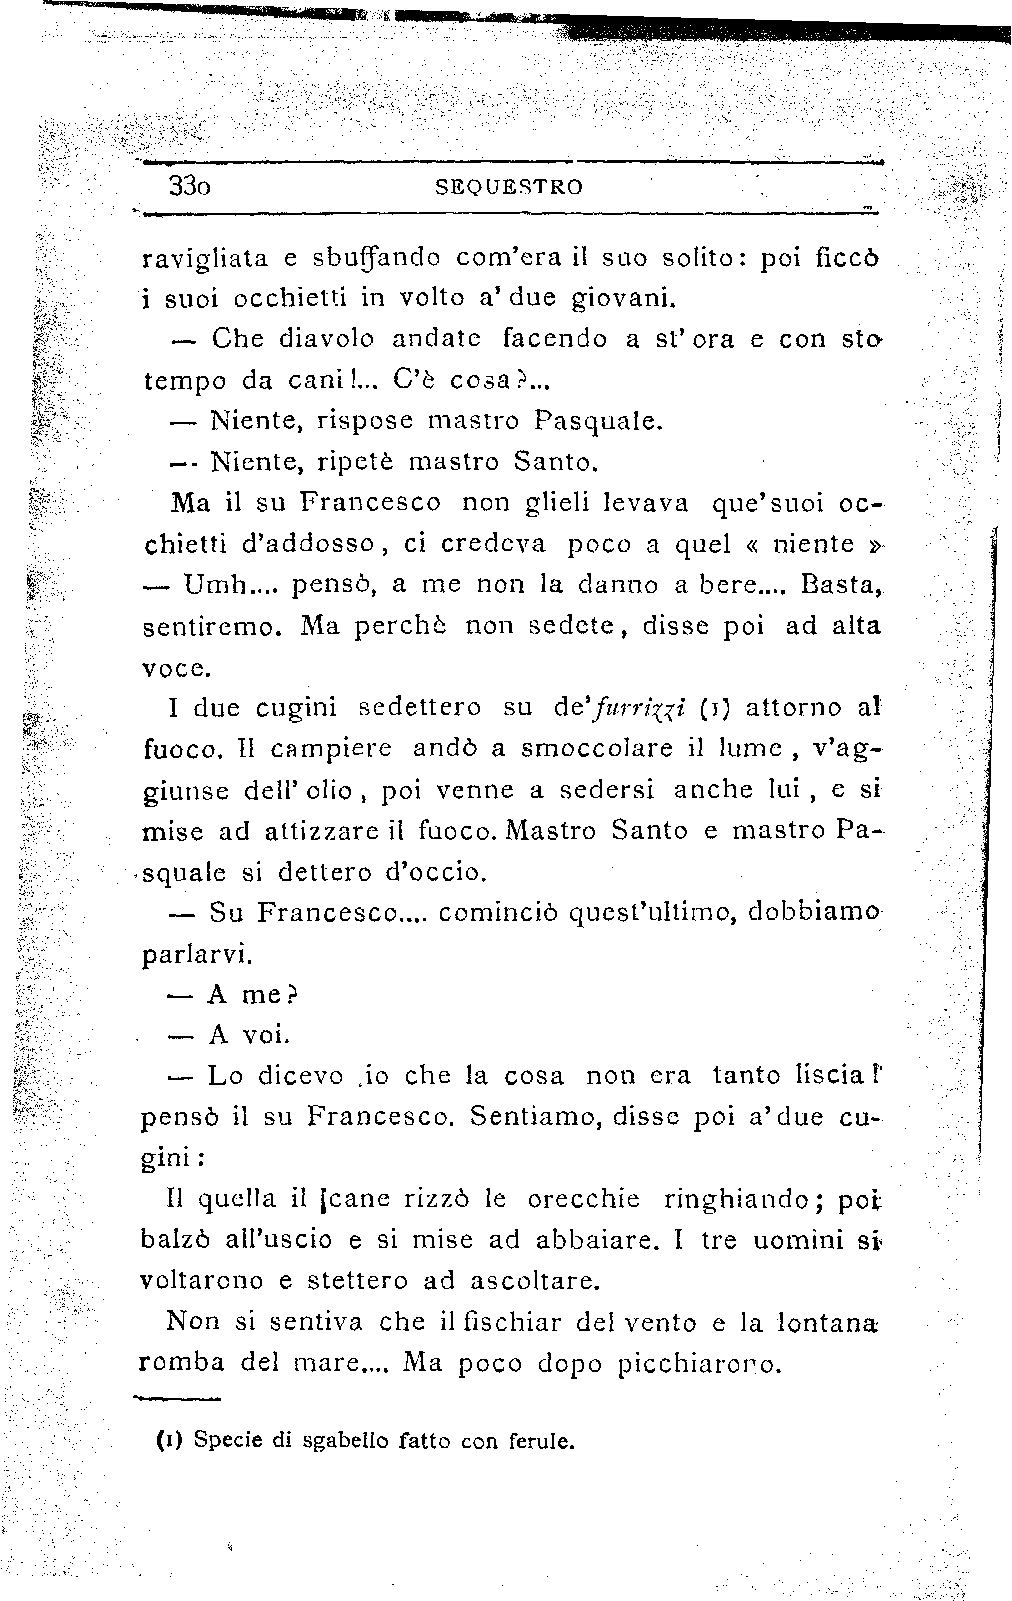 330 SEQUESTRO
ravigliata e sbuffando com'era il suo solito: poi ficcò
i suoi occhietti in volto a' due giovani.
— Che diavolo andate facendo a st' ora e con sto
tempo da cani!... C'è cosa?...
— Niente, rispose mastro Pasquale.
— Niente, ripetè mastro Santo.
Ma il su Francesco non glieli levava que' suoi oc-
chietti d'addosso, ci credeva poco a quel « niente »
— Umh.... pensò, a me non la danno a bere.... Basta,
sentiremo. Ma perchè non sedete, disse poi ad alta
voce.
I due cugini sedettero su de' furrizzi (1) attorno al
fuoco. Il campiere andò a smoccolare il lume, v'ag-
giunse dell' olio, poi venne a sedersi anche lui, e si
mise ad attizzare il fuoco. Mastro Santo e mastro Pa-
squale si dettero d'occio.
— Su Francesco.... cominciò quest'ultimo, dobbiamo
parlarvi.
— A me?
— A voi.
— Lo dicevo io che la cosa non era tanto liscia!
pensò il su Francesco. Sentiamo, disse poi a' due cu-
gini:
Il quella il cane rizzò le orecchie ringhiando; poi
balzò all'uscio e si mise ad abbaiare. I tre uomini si
voltarono e stettero ad ascoltare.
Non si sentiva che il fischiar del vento e la lontana
romba del mare.... Ma poco dopo picchiarono.
(1) Specie di sgabello fatto con ferule.